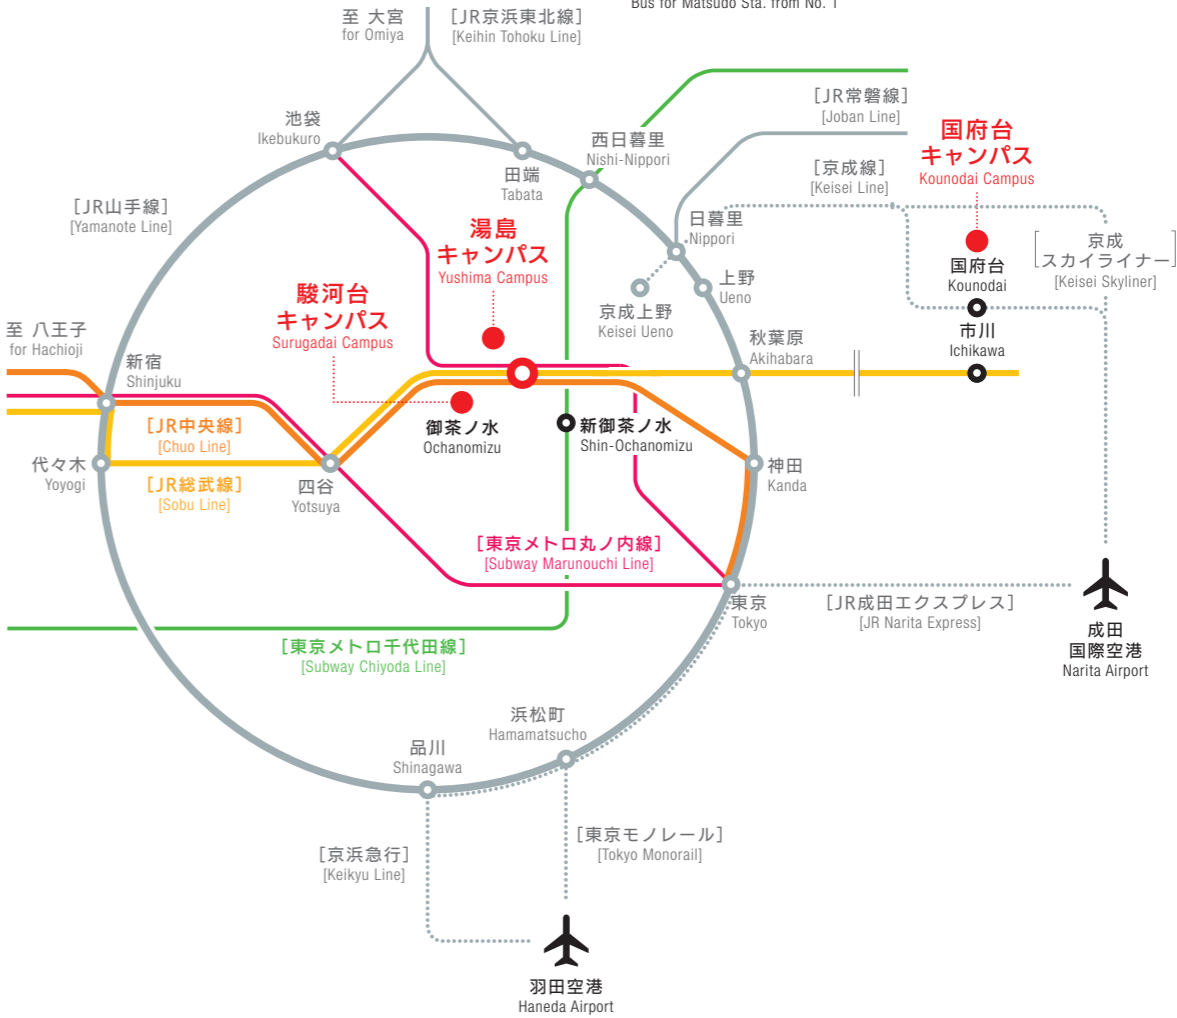 Bus for Matsudo Sta. from No. 1
至 大宮
for Omiya
[JR京浜東北線]
[Keihin Tohoku Line]
池袋
Ikebukuro
田端
Tabata
西日暮里
Nishi-Nippori
[JR常磐線]
[Joban Line]
国府台
キャンパス
Kounodai Campus
[京成線]
[Keisei Line]
[JR山手線]
[Yamanote Line]
湯島
キャンパス
Yushima Campus
日暮里
Nippori
上野
Ueno
京成上野
Keisei Ueno
国府台
Kounodai
[京成
スカイライナー]
[Keisei Skyliner]
駿河台
キャンパス
Surugadai Campus
至 八王子
for Hachioji
新宿
Shinjuku
秋葉原
Akihabara
市川
Ichikawa
[JR中央線]
[Chuo Line]
御茶ノ水
Ochanomizu
新御茶ノ水
Shin-Ochanomizu
代々木
Yoyogi
[JR総武線]
[Sobu Line]
四谷
Yotsuya
神田
Kanda
[東京メトロ丸ノ内線]
[Subway Marunouchi Line]
東京
Tokyo
[JR成田エクスプレス]
[JR Narita Express]
成田
国際空港
Narita Airport
[東京メトロ千代田線]
[Subway Chiyoda Line]
浜松町
Hamamatsucho
品川
Shinagawa
[京浜急行]
[Keikyu Line]
[東京モノレール]
[Tokyo Monorail]
羽田空港
Haneda Airport